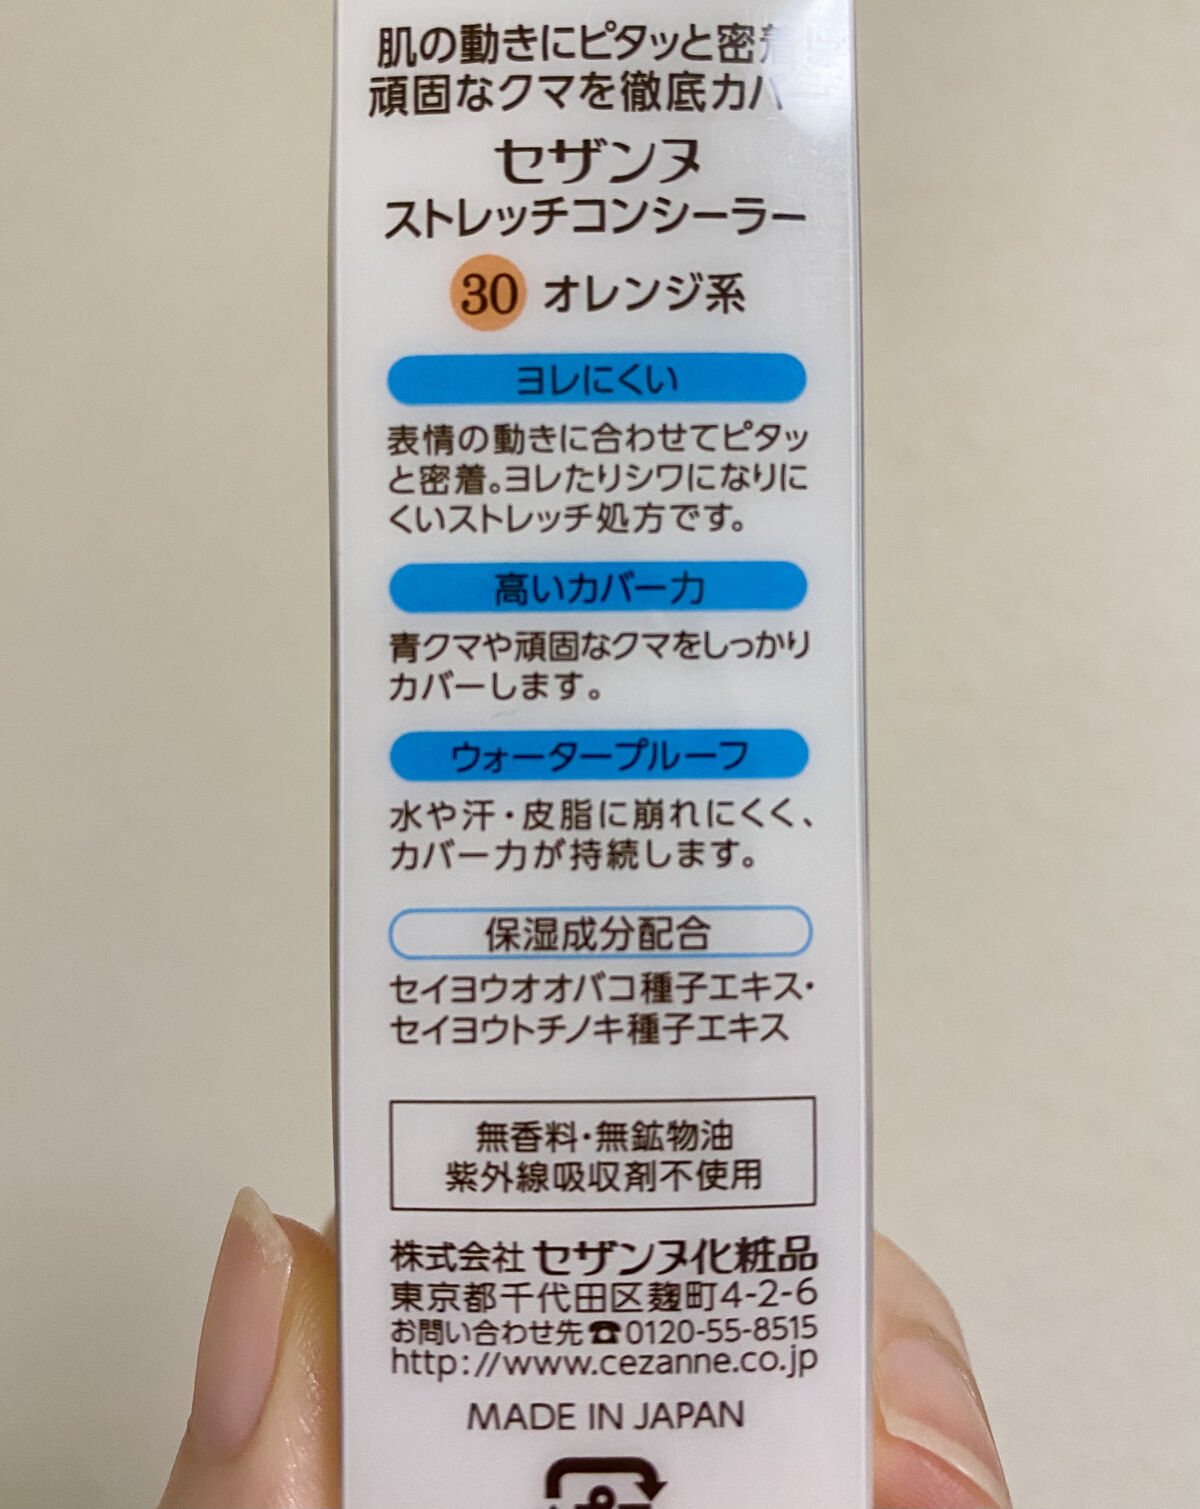 肌の動きにピタッと密着
頑固なクマを徹底カバ
セザンヌ
ストレッチコンシーラー
30 オレンジ系
ヨレにくい
表情の動きに合わせてピタッ
と密着。ヨレたりシワになりに
くいストレッチ処方です。
高いカバー力
青クマや頑固なクマをしっかり
カバーします。
ウォータープルーフ
水や汗・皮脂に崩れにくく、
カバー力が持続します。
保湿成分配合
セイヨウオオバコ種子エキス・
セイヨウトチノキ種子エキス
無香料・無鉱物油
紫外線吸収剤不使用
株式会社 セザンヌ化粧品
東京都千代田区麹町4-2-6
お問い合わせ先☎0120-55-8515
http://www.cezanne.co.jp
MADE IN JAPAN